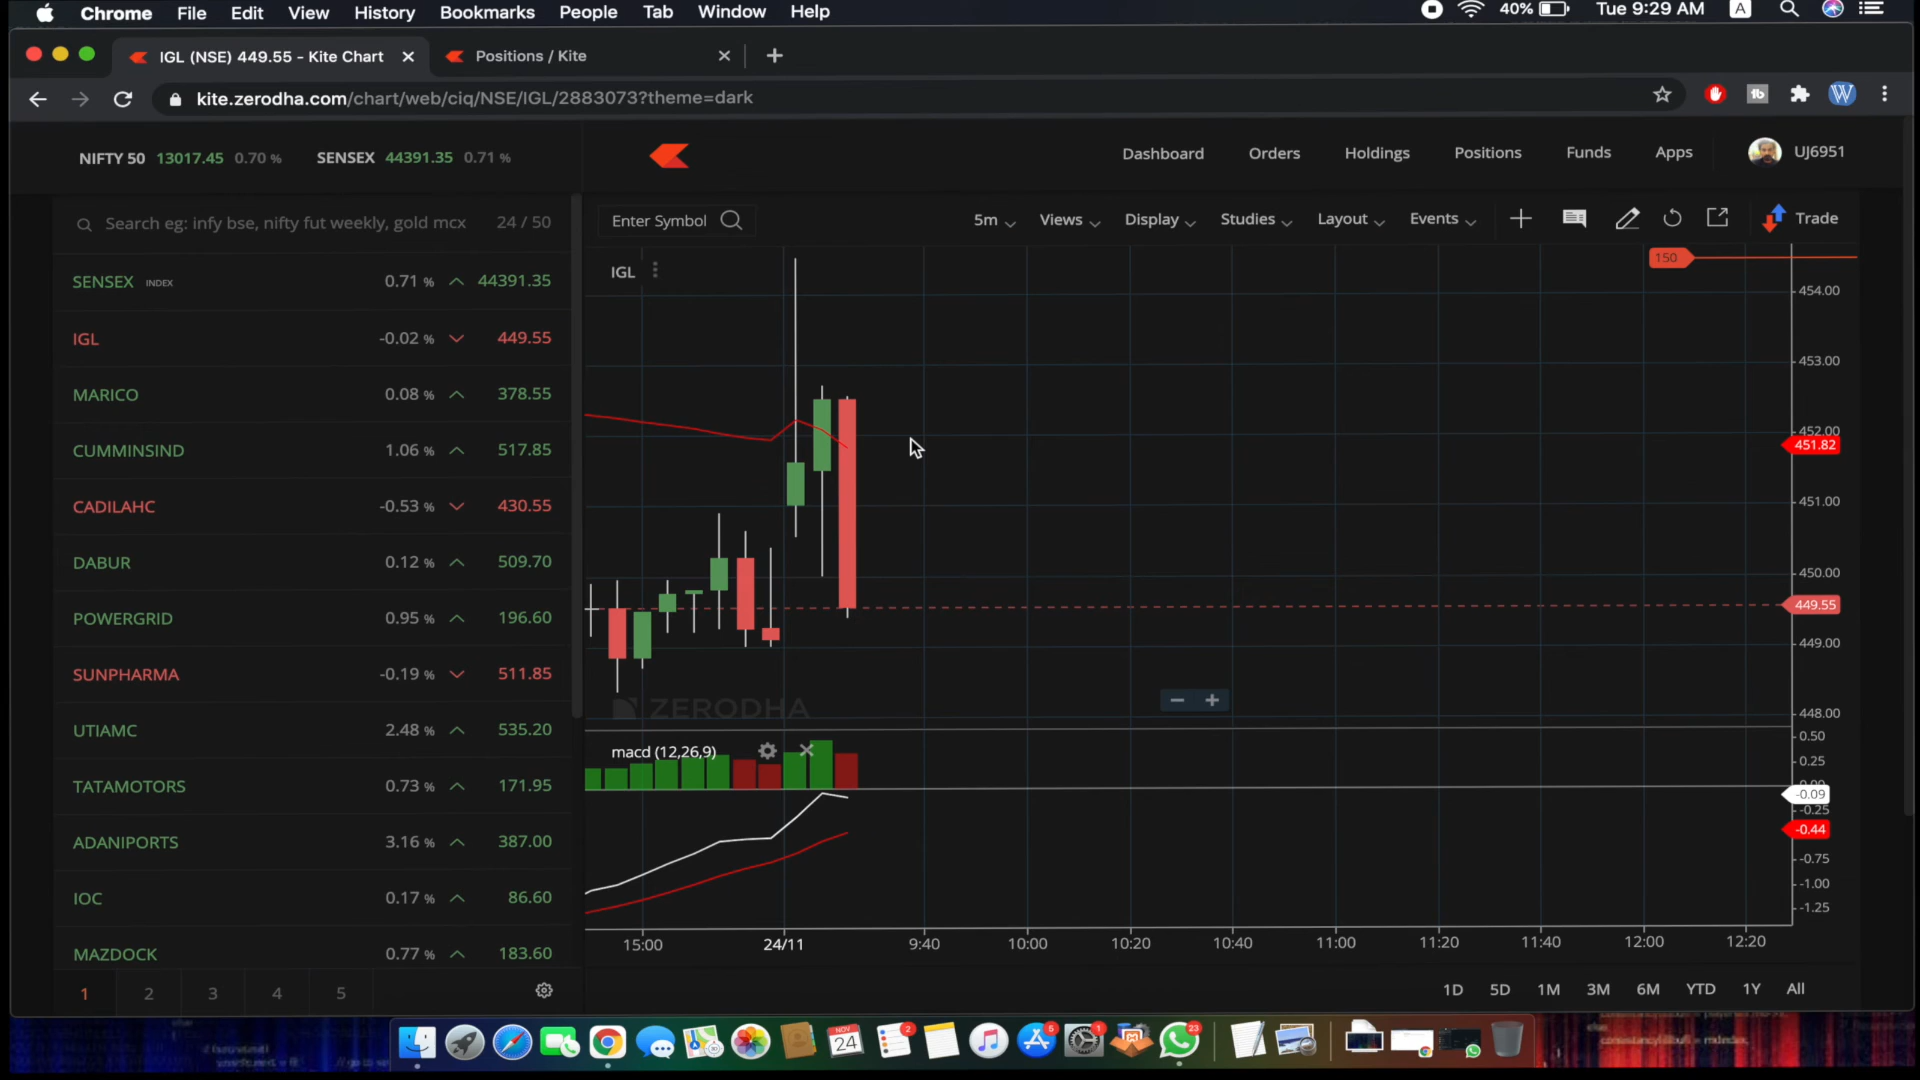 Chrome File Edit View History Bookmarks People Tab Window Help 40% Tue 9:29 AM A
IGL (NSE) 449.55 - Kite Chart
Positions / Kite
kite.zerodha.com/chart/web/ciq/NSE/IGL/2883073?theme=dark
tb
W
NIFTY 50 13017.45 0.70 % SENSEX 44391.35 0.71 %
Dashboard Orders Holdings Positions Funds Apps UJ6951
Search eg: infy bse, nifty fut weekly, gold mcx 24 / 50
Enter Symbol 5m Views Display Studies Layout Events Trade
SENSEX INDEX 0.71 % 44391.35
IGL -0.02 % 449.55
MARICO 0.08 % 378.55
CUMMINSIND 1.06 % 517.85
CADILAHC -0.53 % 430.55
DABUR 0.12 % 509.70
POWERGRID 0.95 % 196.60
SUNPHARMA -0.19 % 511.85
UTIAMC 2.48 % 535.20
TATAMOTORS 0.73 % 171.95
ADANIPORTS 3.16 % 387.00
IOC 0.17 % 86.60
MAZDOCK 0.77 % 183.60
1 2 3 4 5
IGL
150
454.00
453.00
452.00
451.82
451.00
450.00
449.55
449.00
448.00
ZERODHA
macd (12,26,9)
0.50
0.25
0.00
-0.09
-0.25
-0.44
-0.75
-1.00
-1.25
15:00 24/11 9:40 10:00 10:20 10:40 11:00 11:20 11:40 12:00 12:20
1D 5D 1M 3M 6M YTD 1Y All
NOV
24
2
5
1
23